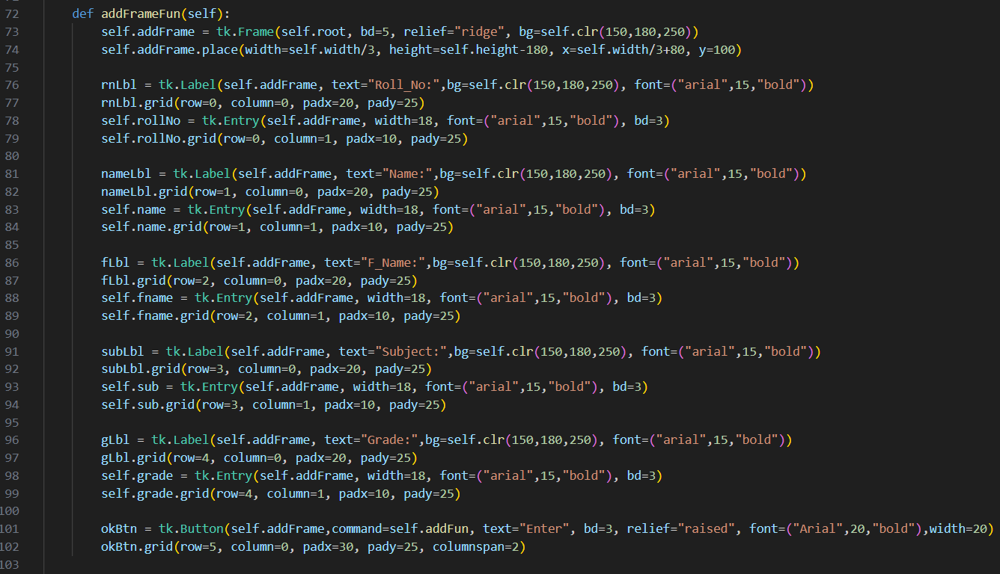 72 def addFrameFun(self):
73 self.addFrame = tk.Frame(self.root, bd=5, relief="ridge", bg=self.clr(150,180,250))
74 self.addFrame.place(width=self.width/3, height=self.height-180, x=self.width/3+80, y=100)
75
76 rnLbl = tk.Label(self.addFrame, text="Roll_No:",bg=self.clr(150,180,250), font=("arial",15,"bold"))
77 rnLbl.grid(row=0, column=0, padx=20, pady=25)
78 self.rollNo = tk.Entry(self.addFrame, width=18, font=("arial",15,"bold"), bd=3)
79 self.rollNo.grid(row=0, column=1, padx=10, pady=25)
80
81 nameLbl = tk.Label(self.addFrame, text="Name:",bg=self.clr(150,180,250), font=("arial",15,"bold"))
82 nameLbl.grid(row=1, column=0, padx=20, pady=25)
83 self.name = tk.Entry(self.addFrame, width=18, font=("arial",15,"bold"), bd=3)
84 self.name.grid(row=1, column=1, padx=10, pady=25)
85
86 fLbl = tk.Label(self.addFrame, text="F_Name:",bg=self.clr(150,180,250), font=("arial",15,"bold"))
87 fLbl.grid(row=2, column=0, padx=20, pady=25)
88 self.fname = tk.Entry(self.addFrame, width=18, font=("arial",15,"bold"), bd=3)
89 self.fname.grid(row=2, column=1, padx=10, pady=25)
90
91 subLbl = tk.Label(self.addFrame, text="Subject:",bg=self.clr(150,180,250), font=("arial",15,"bold"))
92 subLbl.grid(row=3, column=0, padx=20, pady=25)
93 self.sub = tk.Entry(self.addFrame, width=18, font=("arial",15,"bold"), bd=3)
94 self.sub.grid(row=3, column=1, padx=10, pady=25)
95
96 gLbl = tk.Label(self.addFrame, text="Grade:",bg=self.clr(150,180,250), font=("arial",15,"bold"))
97 gLbl.grid(row=4, column=0, padx=20, pady=25)
98 self.grade = tk.Entry(self.addFrame, width=18, font=("arial",15,"bold"), bd=3)
99 self.grade.grid(row=4, column=1, padx=10, pady=25)
100
101 okBtn = tk.Button(self.addFrame,command=self.addFun, text="Enter", bd=3, relief="raised", font=("Arial",20,"bold"),width=20)
102 okBtn.grid(row=5, column=0, padx=30, pady=25, columnspan=2)
103